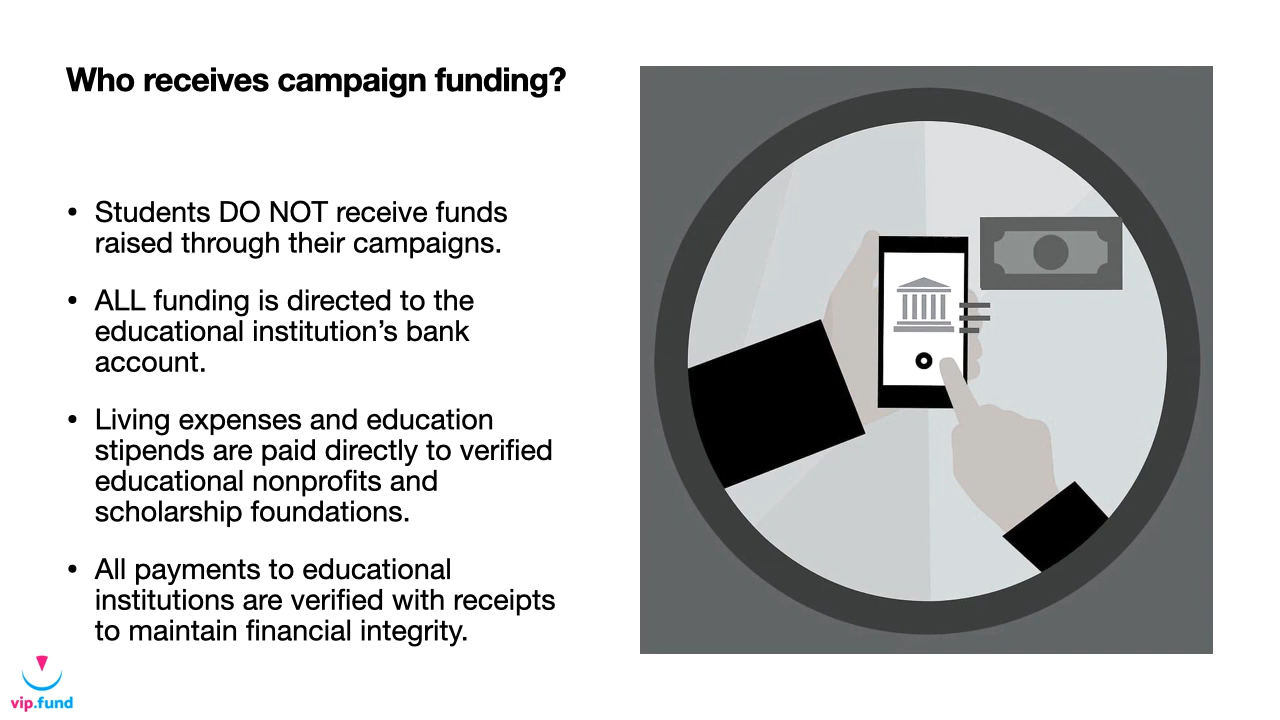 Who receives campaign funding?
• Students DO NOT receive funds
raised through their campaigns.
• ALL funding is directed to the
educational institution’s bank
account.
• Living expenses and education
stipends are paid directly to verified
educational nonprofits and
scholarship foundations.
• All payments to educational
institutions are verified with receipts
to maintain financial integrity.
vip.fund